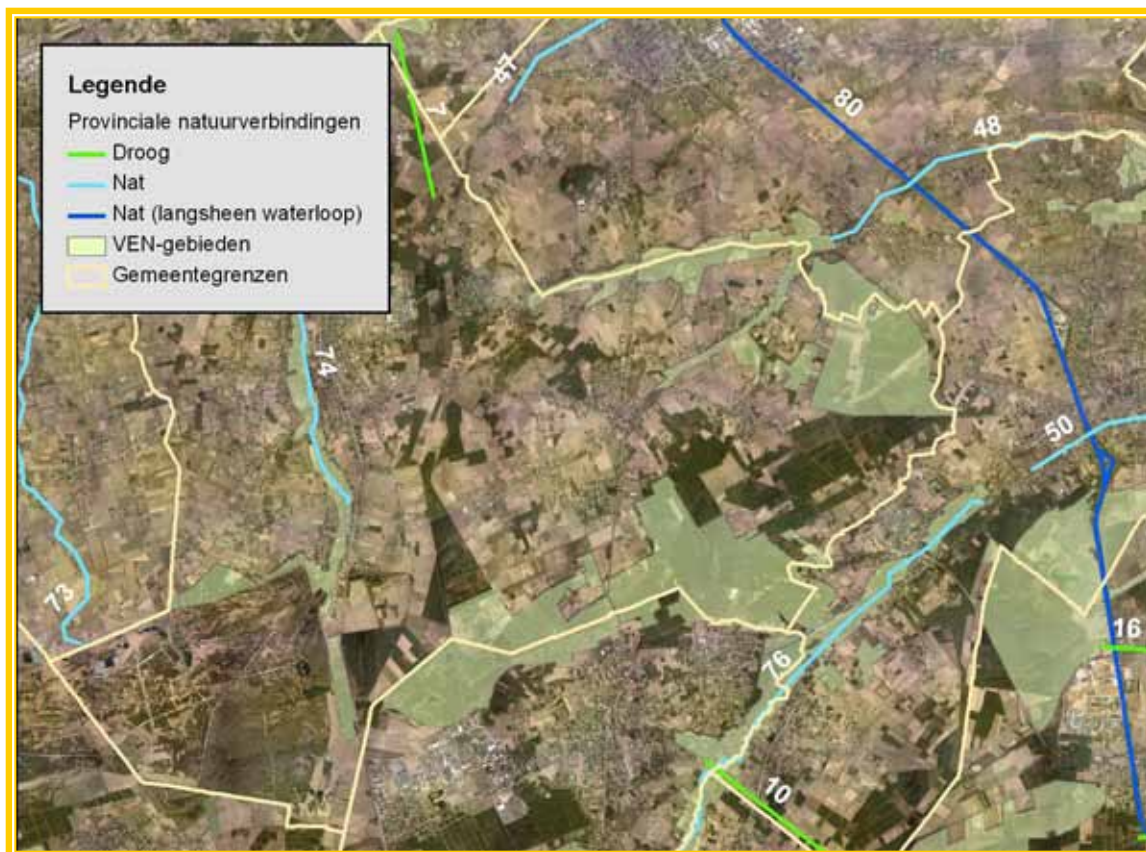 Legende
Provinciale natuurverbindingen
Droog
Nat
Nat (langsheen waterloop)
VEN-gebieden
Gemeentegrenzen
7
47
80
48
74
50
73
76
16
10